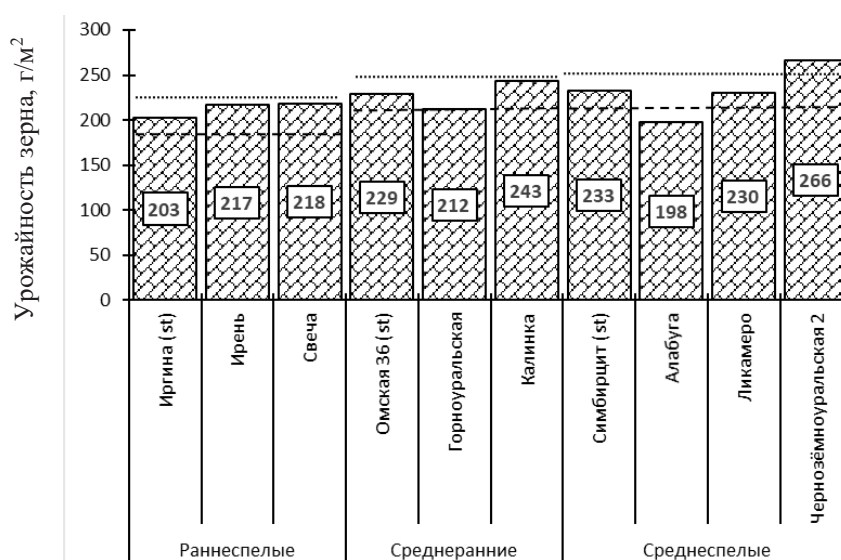 Урожайность зерна, г/м²
300
250
200
150
100
50
0
203
217
218
229
212
243
233
198
230
266
Иргина (st)
Ирень
Свеча
Омская 36 (st)
Горноуральская
Калинка
Симбирцит (st)
Алабуга
Ликамеро
Чернозёмноуральская 2
Раннеспелые
Среднеранние
Среднеспелые